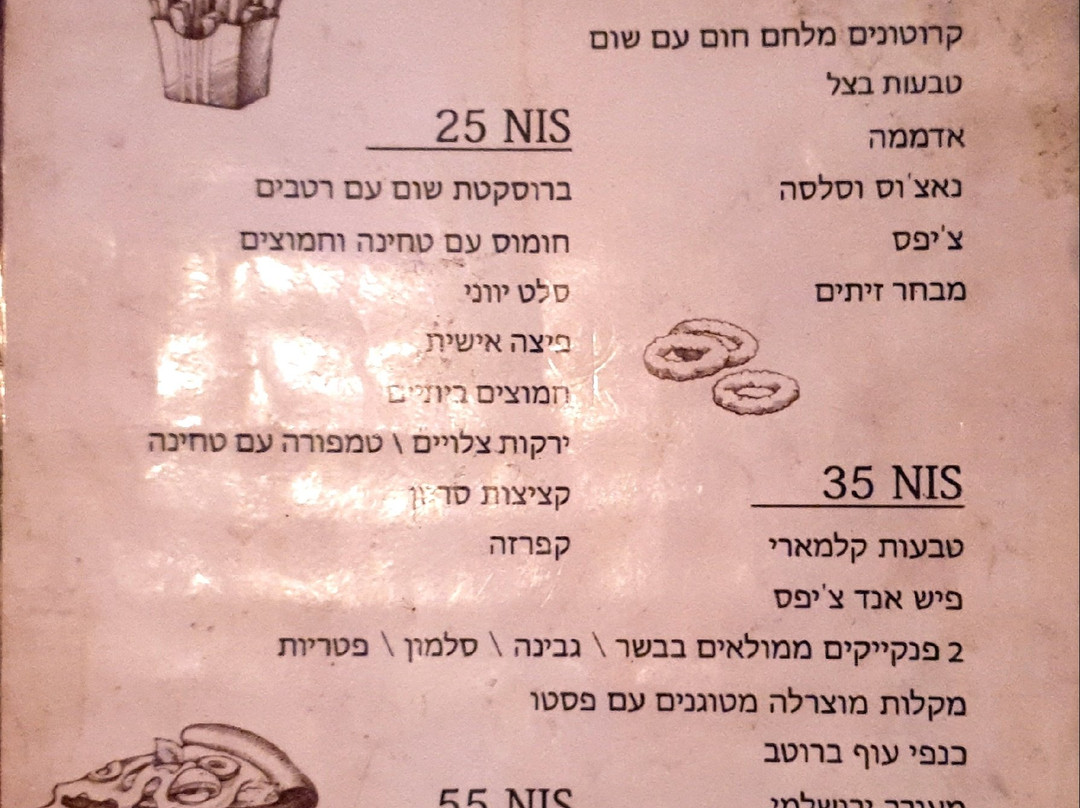 קרוטונים מלחם חום עם שום
טבעות בצל
אדממה
נאצ'וס וסלסה
צ'יפס
מבחר זיתים
25 NIS
ברוסקטת שום עם רטבים
חומוס עם טחינה וחמוצים
סלט יווני
פיצה אישית
חמוצים ביתיים
ירקות צלויים \ טמפורה עם טחינה
קציצות
קפרזה
35 NIS
טבעות קלמארי
פיש אנד צ'יפס
2 פנקייקים ממולאים בבשר \ גבינה \ סלמון \ פטריות
מקלות מוצרלה מטוגנים עם פסטו
כנפי עוף ברוטב
מעורב ירושלמי
55 NIS